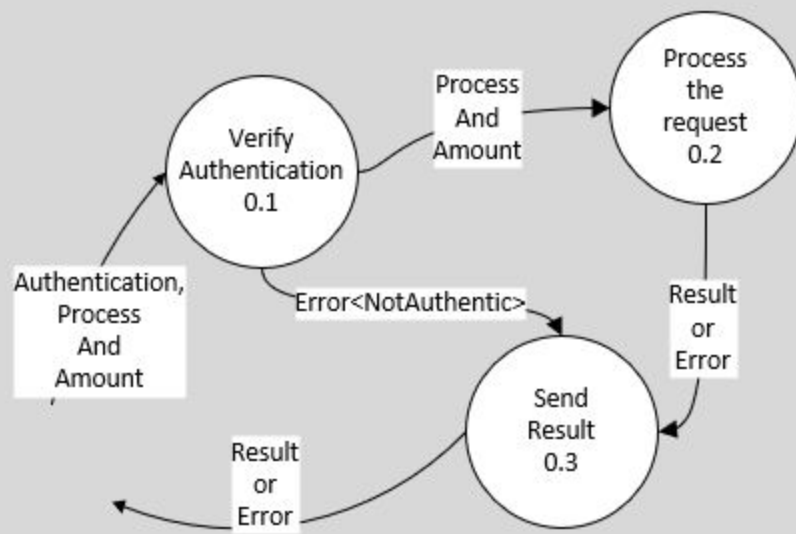 Verify
Authentication
0.1
Process
And
Amount
Process
the
request
0.2
Authentication,
Process
And
Amount
Error<NotAuthentic>
Result
or
Error
Send
Result
0.3
Result
or
Error